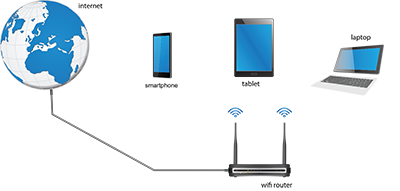 internet
laptop
smartphone
tablet
wifi router